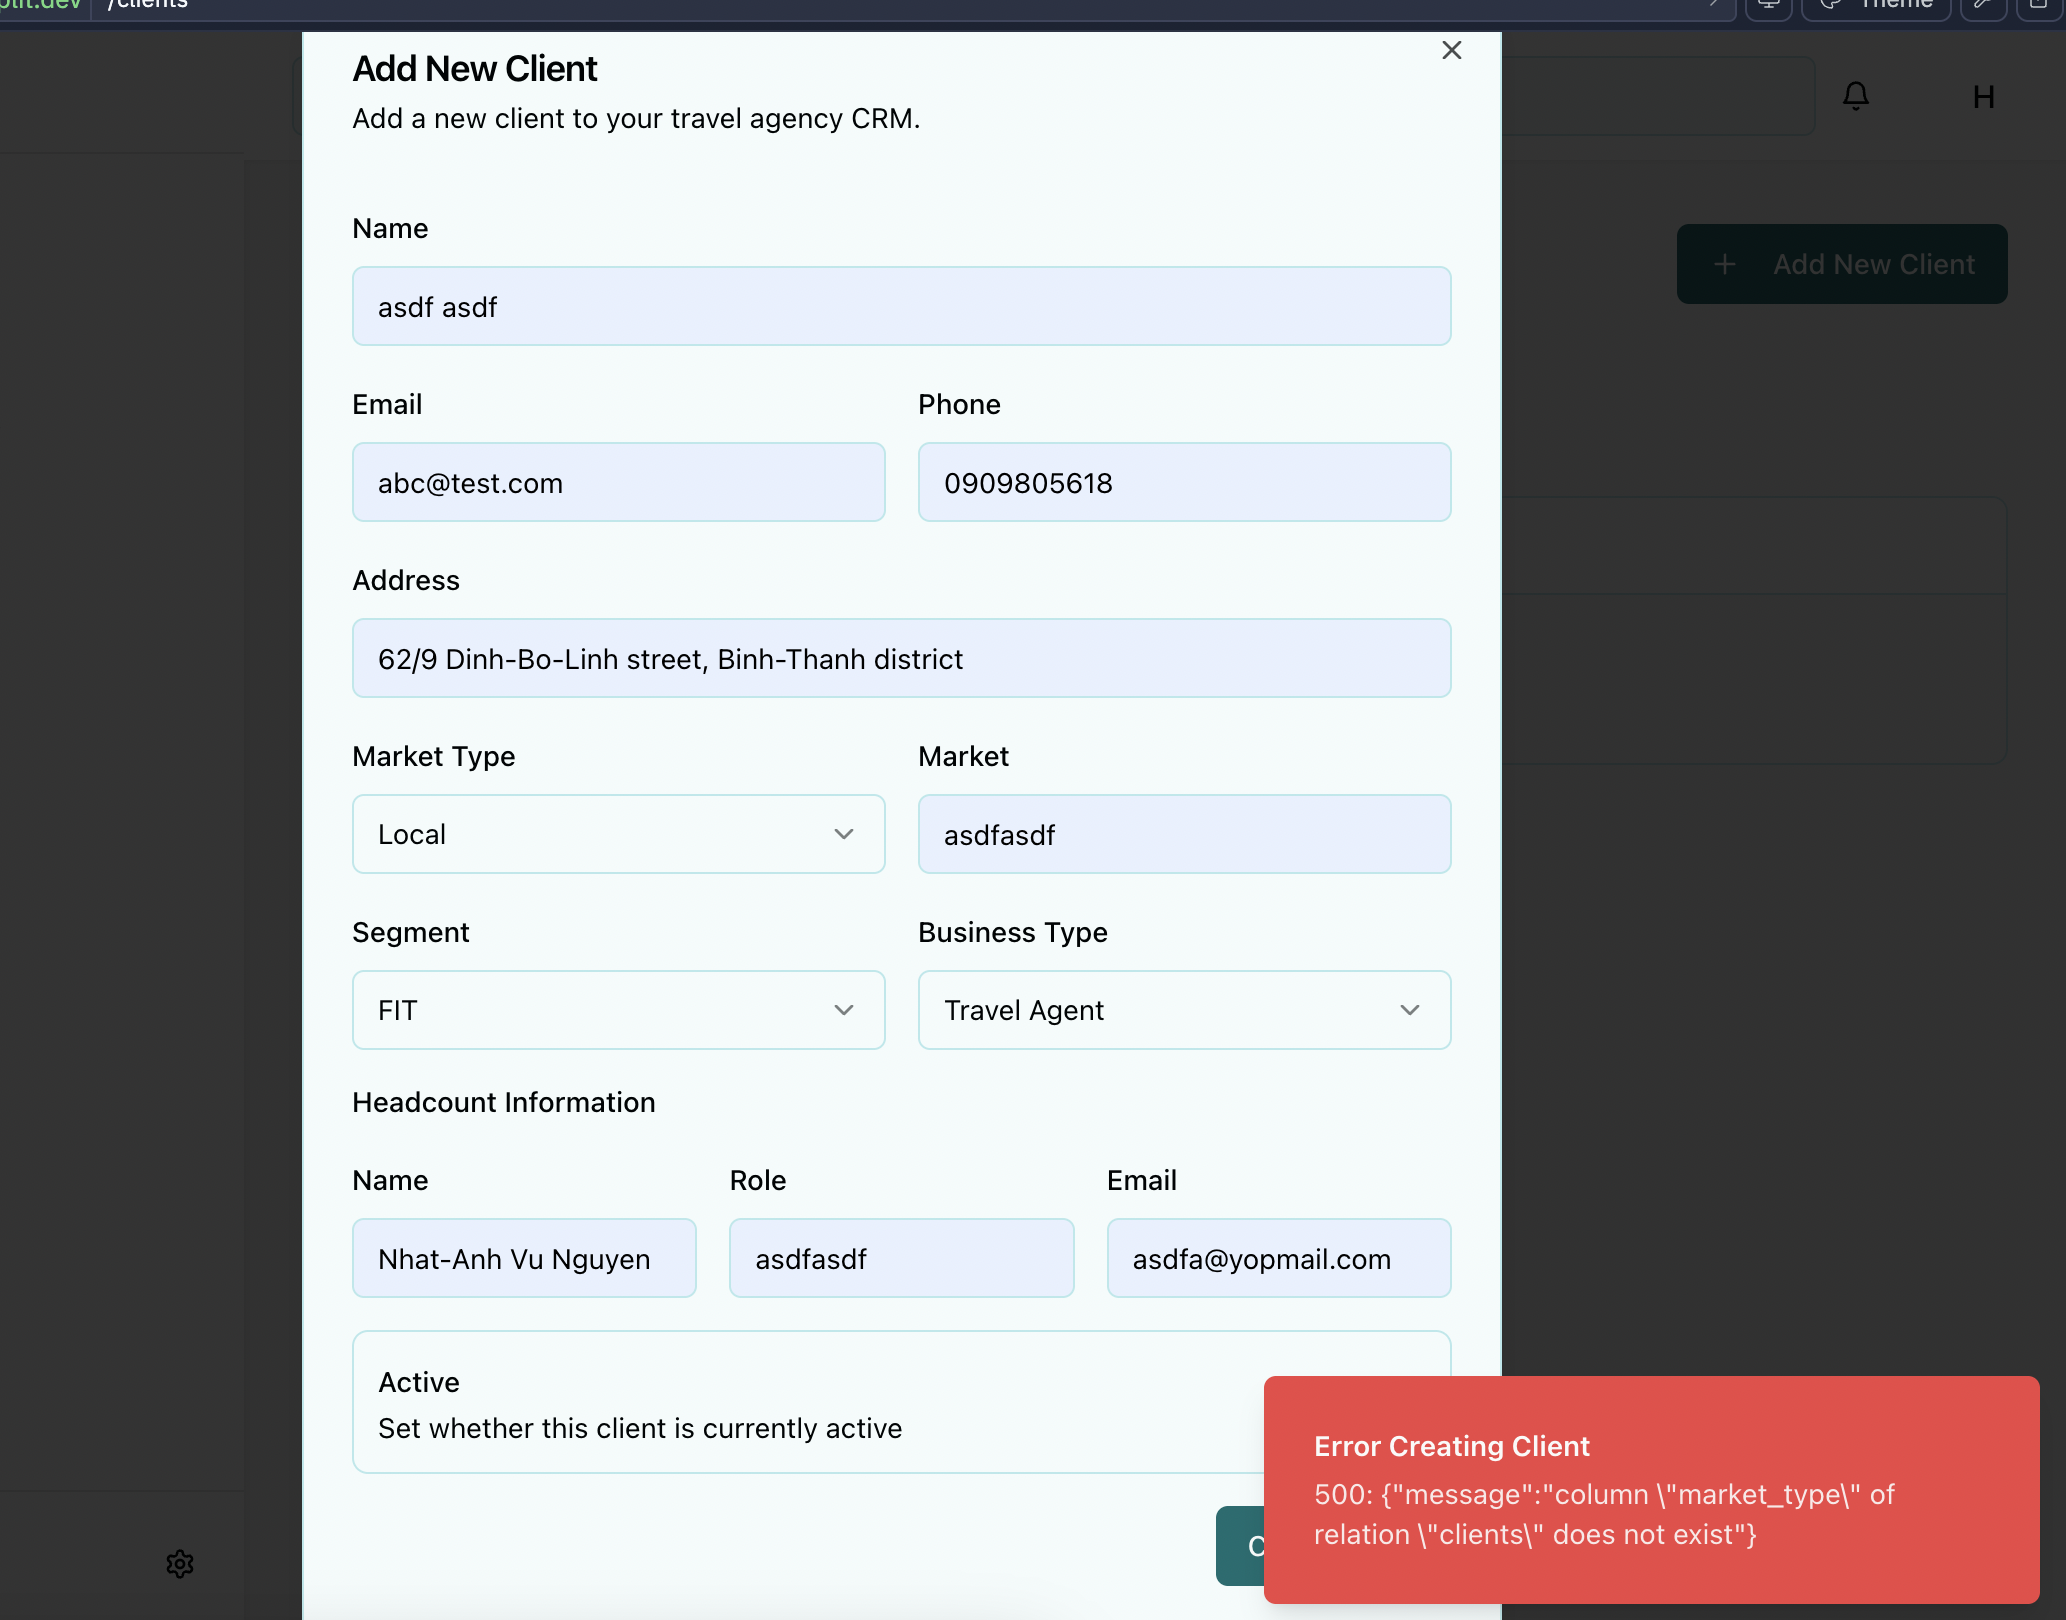 /clients
Theme
Add New Client
Add a new client to your travel agency CRM.
H
Name
+ Add New Client
asdf asdf
Email
Phone
abc@test.com
0909805618
Address
62/9 Dinh-Bo-Linh street, Binh-Thanh district
Market Type
Market
Local
asdfasdf
Segment
Business Type
FIT
Travel Agent
Headcount Information
Name
Role
Email
Nhat-Anh Vu Nguyen
asdfasdf
asdfa@yopmail.com
Active
Set whether this client is currently active
Error Creating Client
500: {"message":"column \"market_type\" of
relation \"clients\" does not exist"}